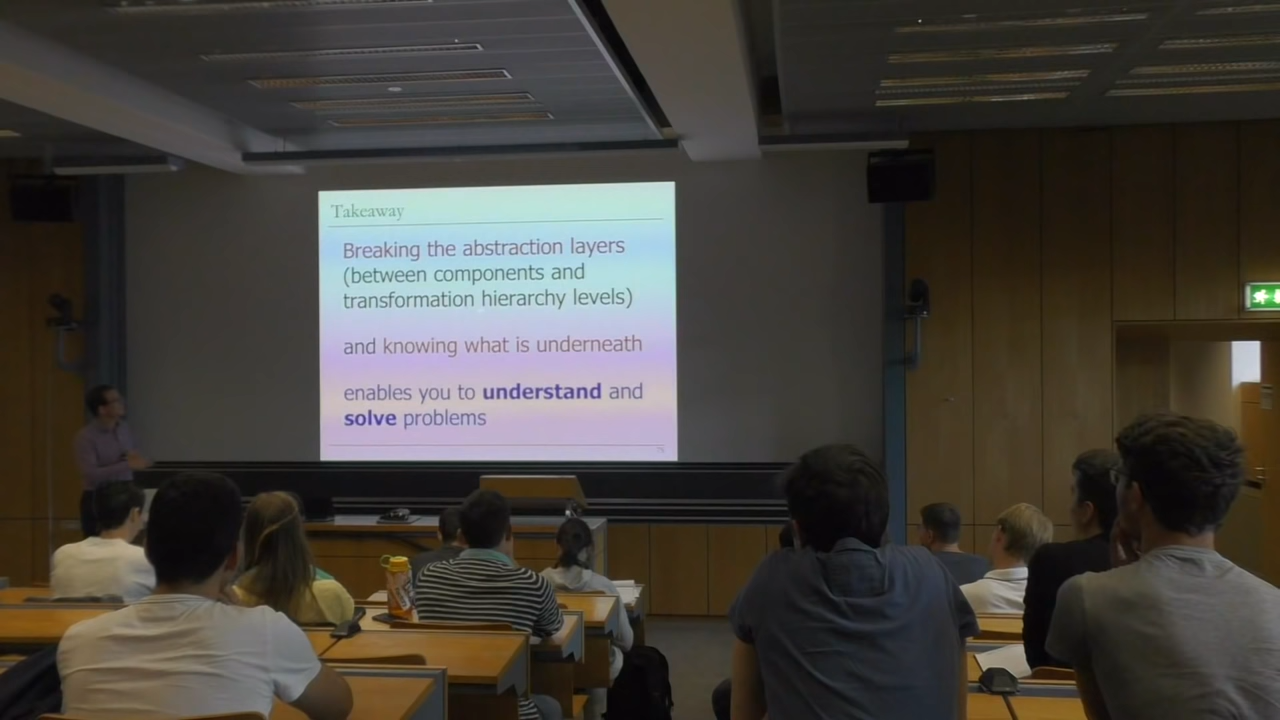 Takeaway
Breaking the abstraction layers
(between components and
transformation hierarchy levels)
and knowing what is underneath
enables you to understand and
solve problems